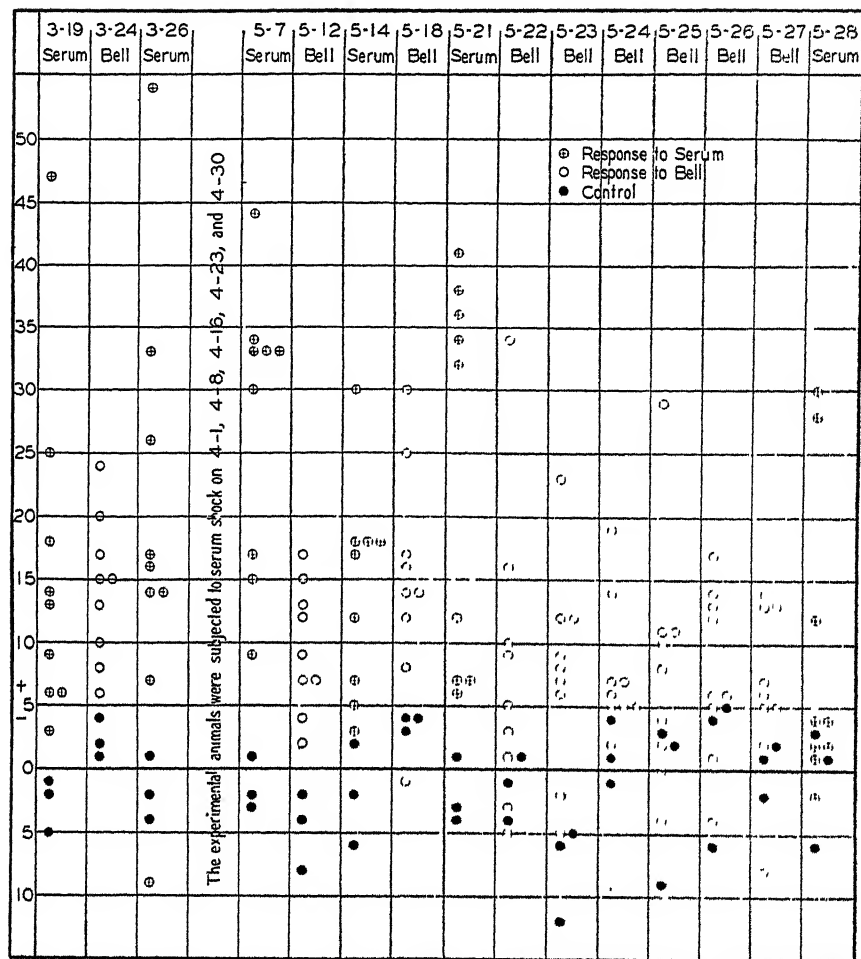 3-19 3-24 3-26 5-7 5-12 5-14 5-18 5-21 5-22 5-23 5-24 5-25 5-26 5-27 5-28
Serum Bell Serum Serum Bell Serum Bell Serum Bell Bell Bell Bell Bell Bell Serum
50
45
40
35
30
25
20
15
10
+
5
-
0
5
10
The experimental animals were subjected to serum shock on 4-1, 4-8, 4-16, 4-23, and 4-30
⊕ Response to Serum
○ Response to Bell
● Control